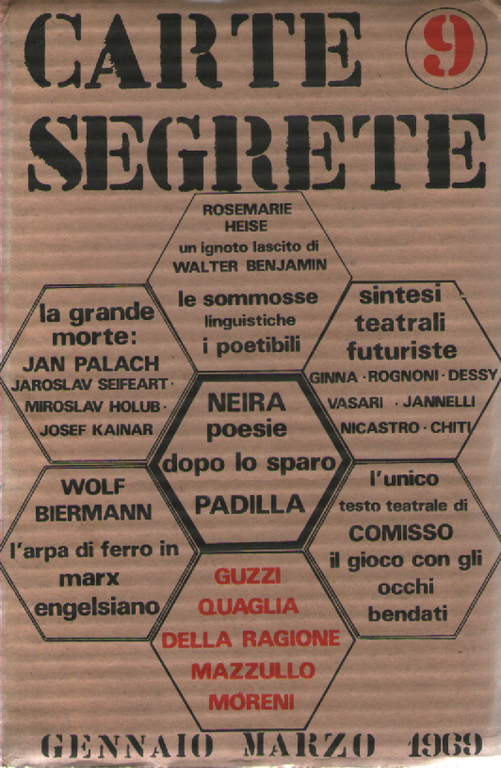 CARTE
9
SEGRETE
ROSEMARIE
HEISE
un ignoto lascito di
WALTER BENJAMIN
le sommosse
linguistiche
i poetibili
la grande
morte:
JAN PALACH
JAROSLAV SEIFEART·
MIROSLAV HOLUB·
JOSEF KAINAR
sintesi
teatrali
futuriste
GINNA·ROGNONI·DESSY
VASARI · JANNELLI
NICASTRO·CHITI
NEIRA
poesie
dopo lo sparo
PADILLA
WOLF
BIERMANN
l'arpa di ferro in
marx
engelsiano
l'unico
testo teatrale di
COMISSO
il gioco con gli
occhi
bendati
GUZZI
QUAGLIA
DELLA RAGIONE
MAZZULLO
MORENI
GENNAIO MARZO 1969